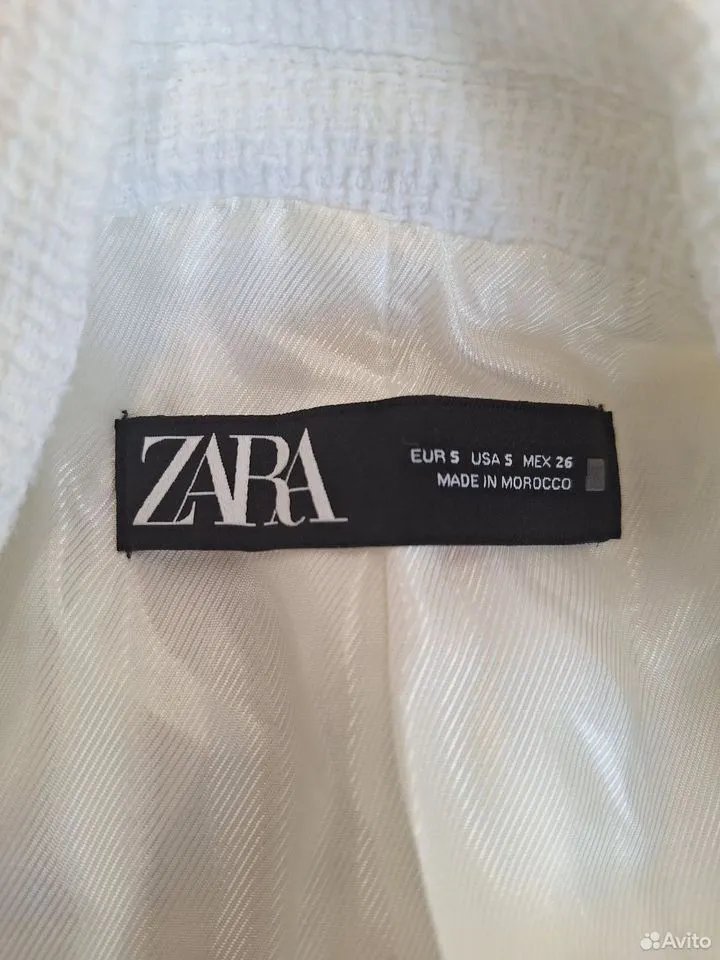 ZARA
EUR S USA S MEX 26
MADE IN MOROCCO
Avito